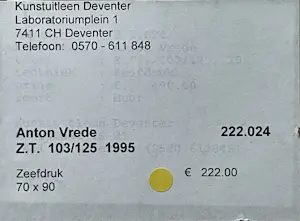 Kunstuitleen Deventer
Laboratoriumplein 1
7411 CH Deventer
Telefoon: 0570 - 611 848
Anton Vrede 222.024
Z.T. 103/125 1995
Zeefdruk € 222.00
70 x 90